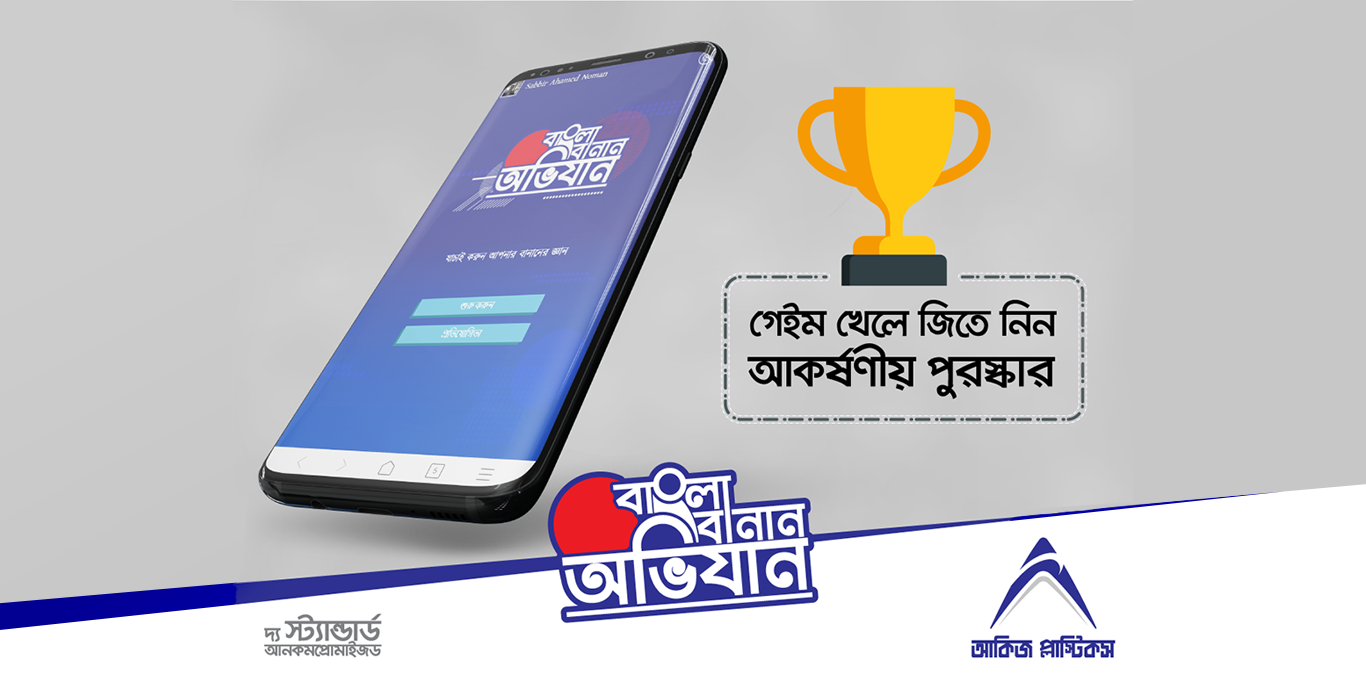 Sabbir Ahamed Noman
বাংলা
বানান
অভিযান
যাচাই করুন আপনার বানানের জ্ঞান
শুরু করুন
প্রতিযোগিতা
গেইম খেলে জিতে নিন
আকর্ষণীয় পুরস্কার
বাংলা
বানান
অভিযান
দ্য স্ট্যান্ডার্ড
আনকমপ্রোমাইজড
আকিজ প্লাস্টিকস